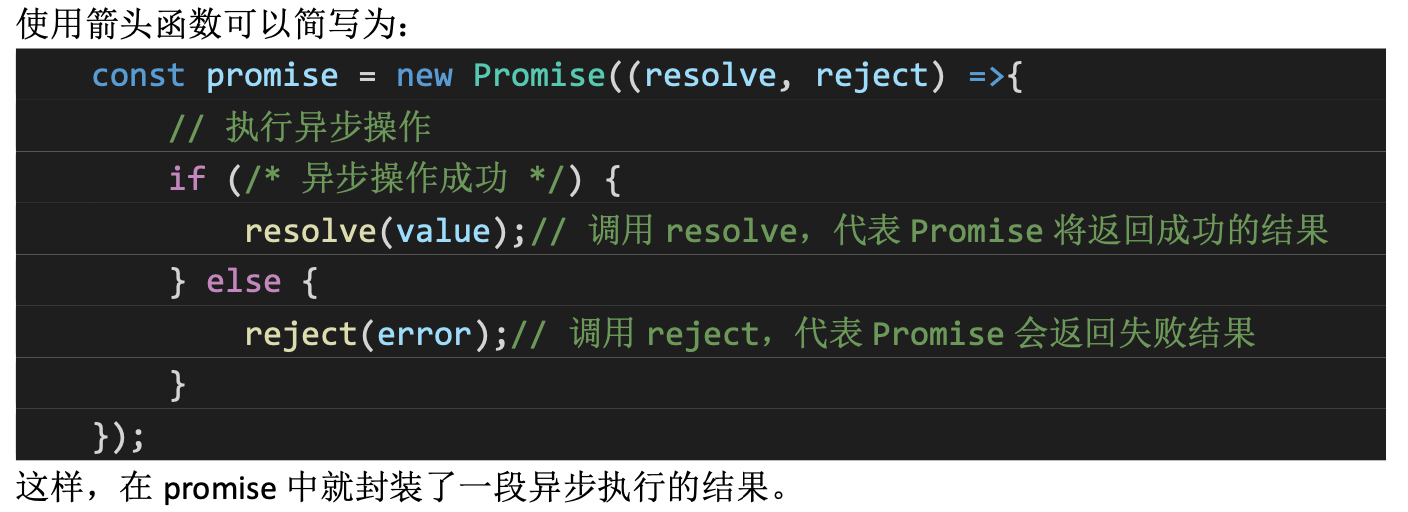 使用箭头函数可以简写为：
const promise = new Promise((resolve, reject) =>{
// 执行异步操作
if (/* 异步操作成功 */) {
resolve(value);// 调用 resolve，代表 Promise 将返回成功的结果
} else {
reject(error);// 调用 reject，代表 Promise 会返回失败结果
}
});
这样，在 promise 中就封装了一段异步执行的结果。